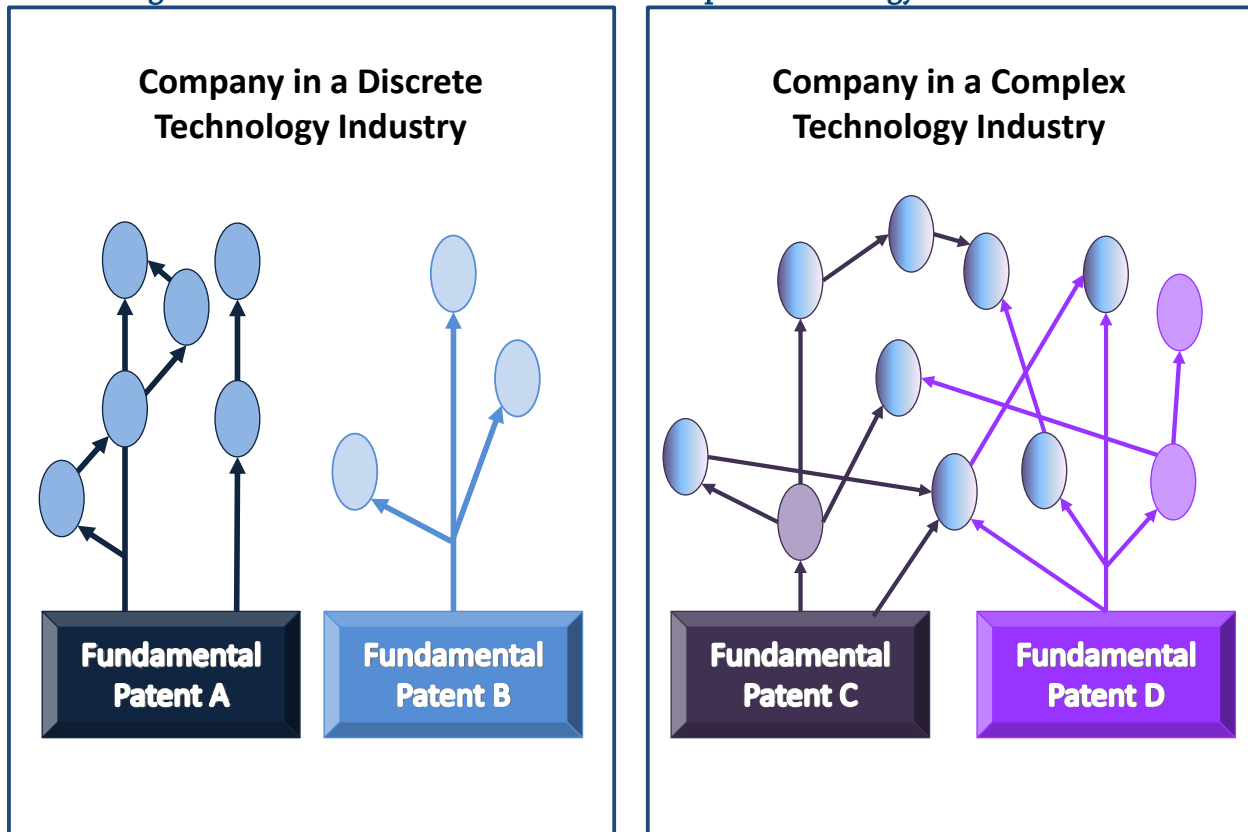 Company in a Discrete
Technology Industry
Fundamental
Patent A
Fundamental
Patent B
Company in a Complex
Technology Industry
Fundamental
Patent C
Fundamental
Patent D